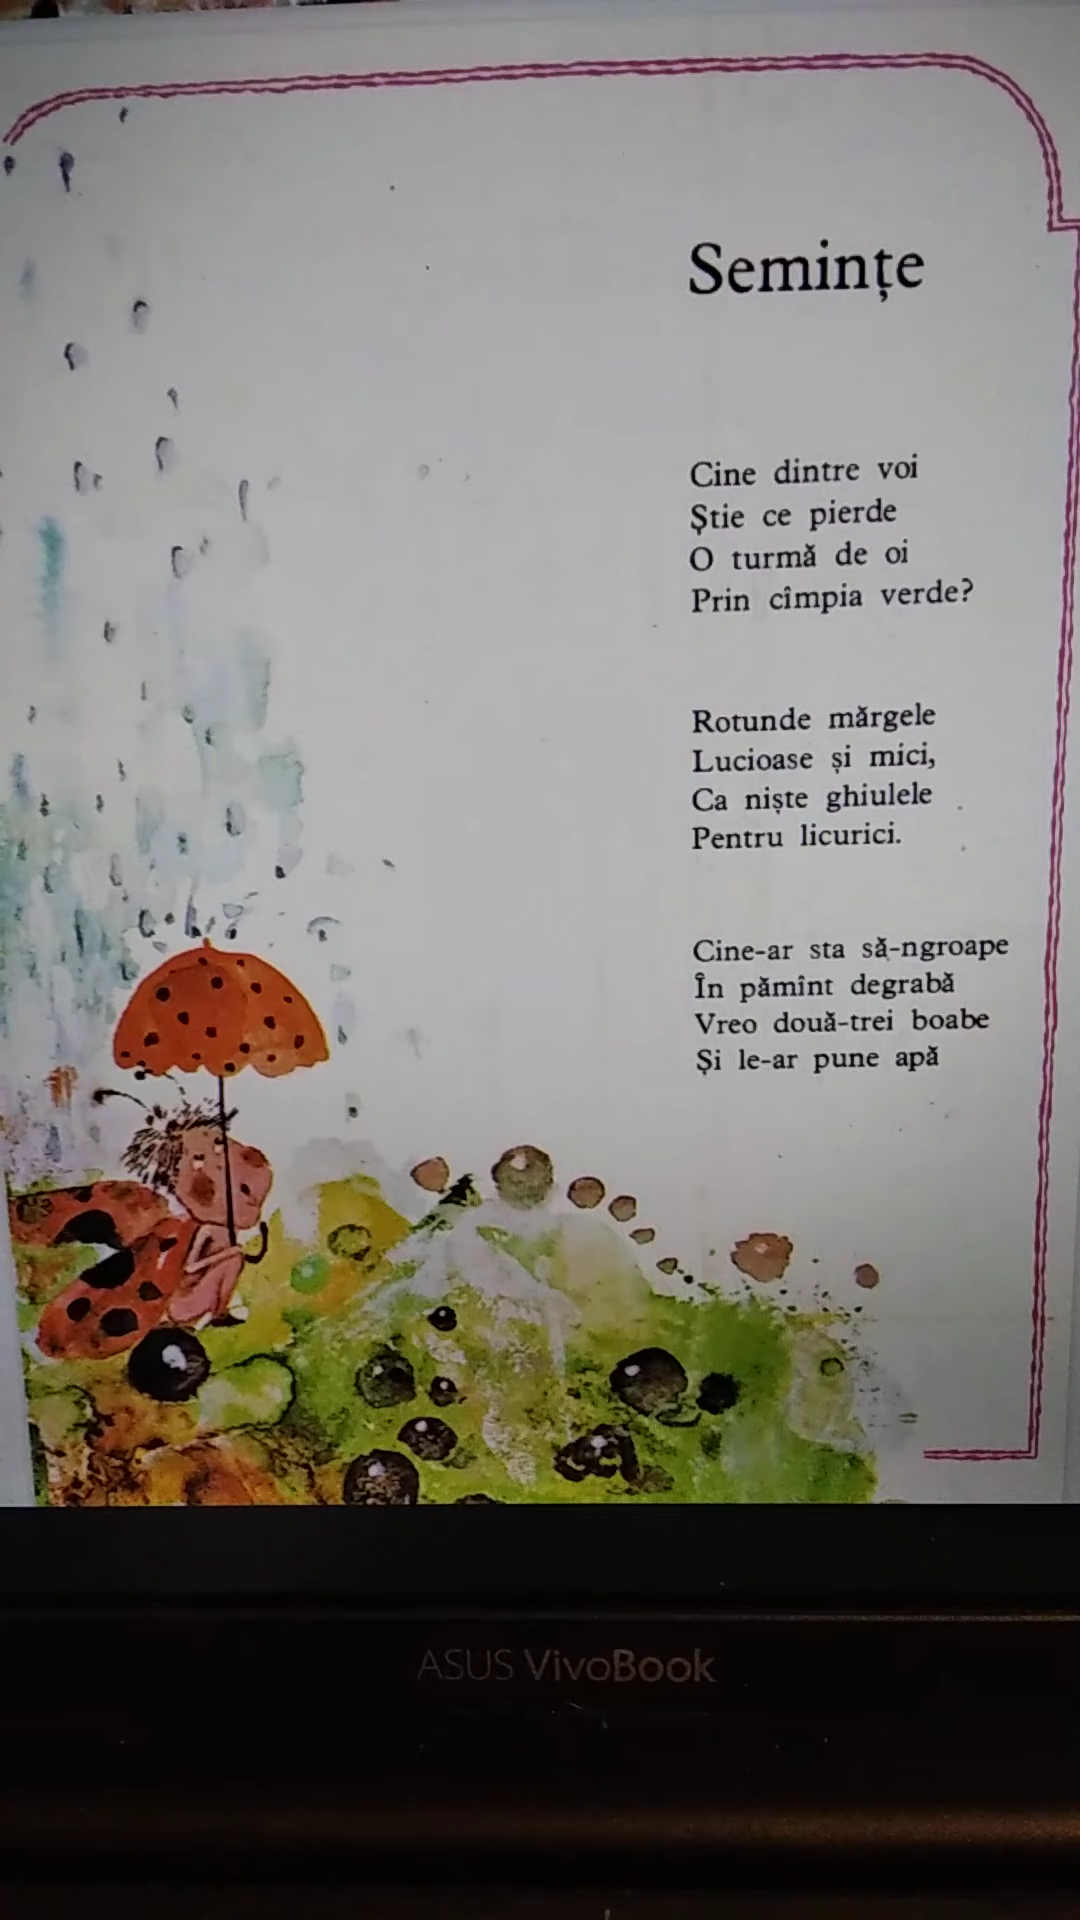 Semințe
Cine dintre voi
Știe ce pierde
O turmă de oi
Prin cîmpia verde?
Rotunde mărgele
Lucioase și mici,
Ca niște ghiulele
Pentru licurici.
Cine-ar sta să-ngroape
În pămînt degrabă
Vreo două-trei boabe
Și le-ar pune apă
ASUS VivoBook